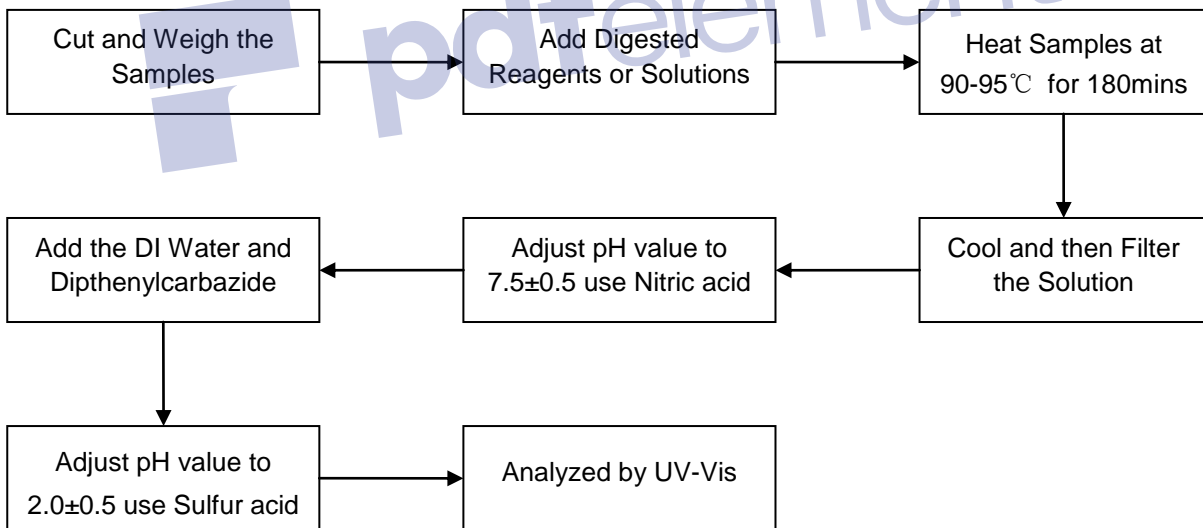 pdfelement
Cut and Weigh the
Samples
Add Digested
Reagents or Solutions
Heat Samples at
90-95℃ for 180mins
Cool and then Filter
the Solution
Adjust pH value to
7.5±0.5 use Nitric acid
Add the DI Water and
Dipthenylcarbazide
Adjust pH value to
2.0±0.5 use Sulfur acid
Analyzed by UV-Vis